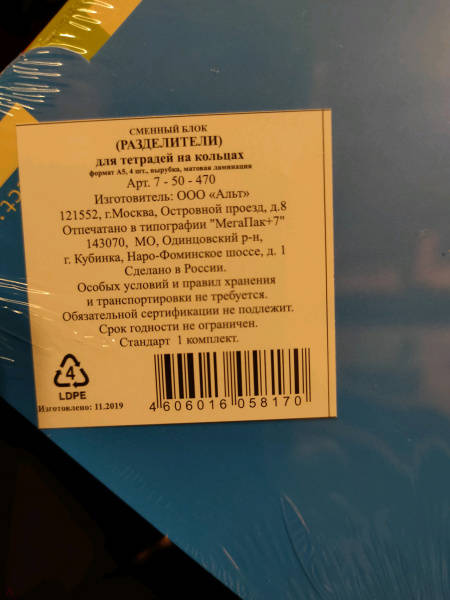 СМЕННЫЙ БЛОК
(РАЗДЕЛИТЕЛИ)
для тетрадей на кольцах
формат А5, 4 шт., вырубка, матовая ламинация
Арт. 7 - 50 - 470
Изготовитель: ООО «Альт»
121552, г.Москва, Островной проезд, д.8
Отпечатано в типографии "МегаПак+7"
143070, МО, Одинцовский р-н,
г. Кубинка, Наро-Фоминское шоссе, д. 1
Сделано в России.
Особых условий и правил хранения
и транспортировки не требуется.
Обязательной сертификации не подлежит.
Срок годности не ограничен.
Стандарт 1 комплект.
4
LDPE
Изготовлено: 11.2019
4 606016 058170